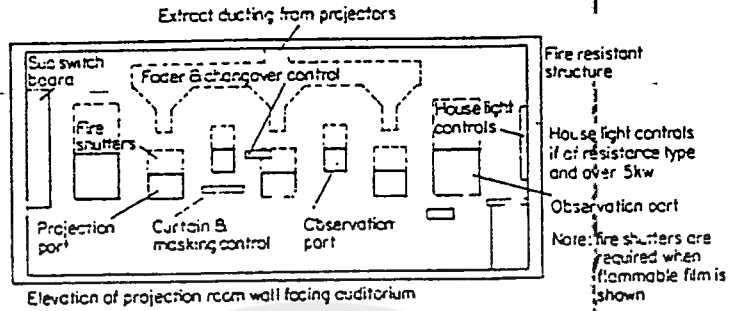 Extract ducting from projectors
Sub switch
board
Fader & changover control
Fire resistant
structure
Fire
shutters
House light
controls
House light controls
if of resistance type
and over 5kw
Projection
port
Curtain &
masking control
Observation
port
Observation port
Note: fire shutters are
required when
flammable film is
shown
Elevation of projection room wall facing auditorium